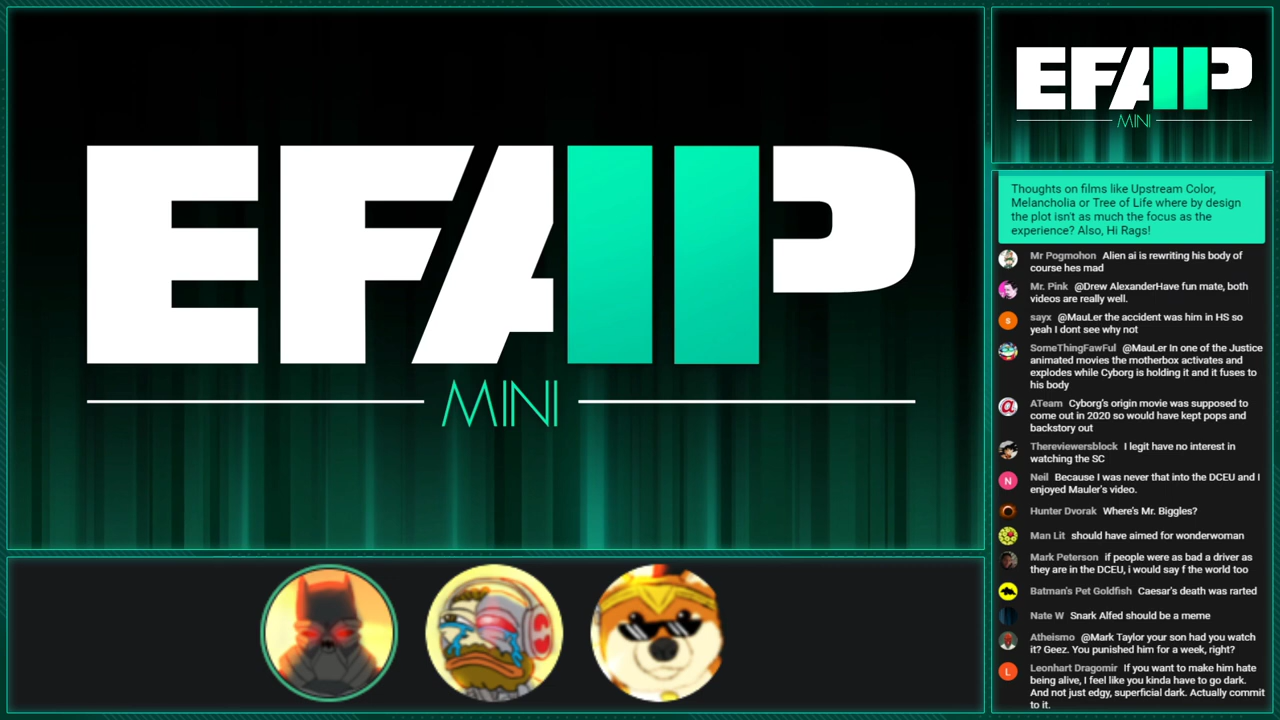 EFAP
MINI
EFAP
MINI
Thoughts on films like Upstream Color,
Melancholia or Tree of Life where by design
the plot isn't as much the focus as the
experience? Also, Hi Rags!
Mr Pogmohon Alien ai is rewriting his body of
course hes mad
Mr. Pink @Drew AlexanderHave fun mate, both
videos are really well.
S
sayx @MauLer the accident was him in HS so
yeah I dont see why not
SomeThingFawFul @MauLer In one of the Justice
animated movies the motherbox activates and
explodes while Cyborg is holding it and it fuses to
his body
ATeam Cyborg's origin movie was supposed to
come out in 2020 so would have kept pops and
backstory out
Thereviewersblock I legit have no interest in
watching the SC
N
Neil Because I was never that into the DCEU and I
enjoyed Mauler's video.
Hunter Dvorak Where's Mr. Biggles?
Man Lit should have aimed for wonderwoman
Mark Peterson if people were as bad a driver as
they are in the DCEU, i would say f the world too
Batman's Pet Goldfish Caesar's death was rarted
Nate W Snark Alfed should be a meme
Atheismo @Mark Taylor your son had you watch
it? Geez. You punished him for a week, right?
L
Leonhart Dragomir If you want to make him hate
being alive, I feel like you kinda have to go dark.
And not just edgy, superficial dark. Actually commit
to it.